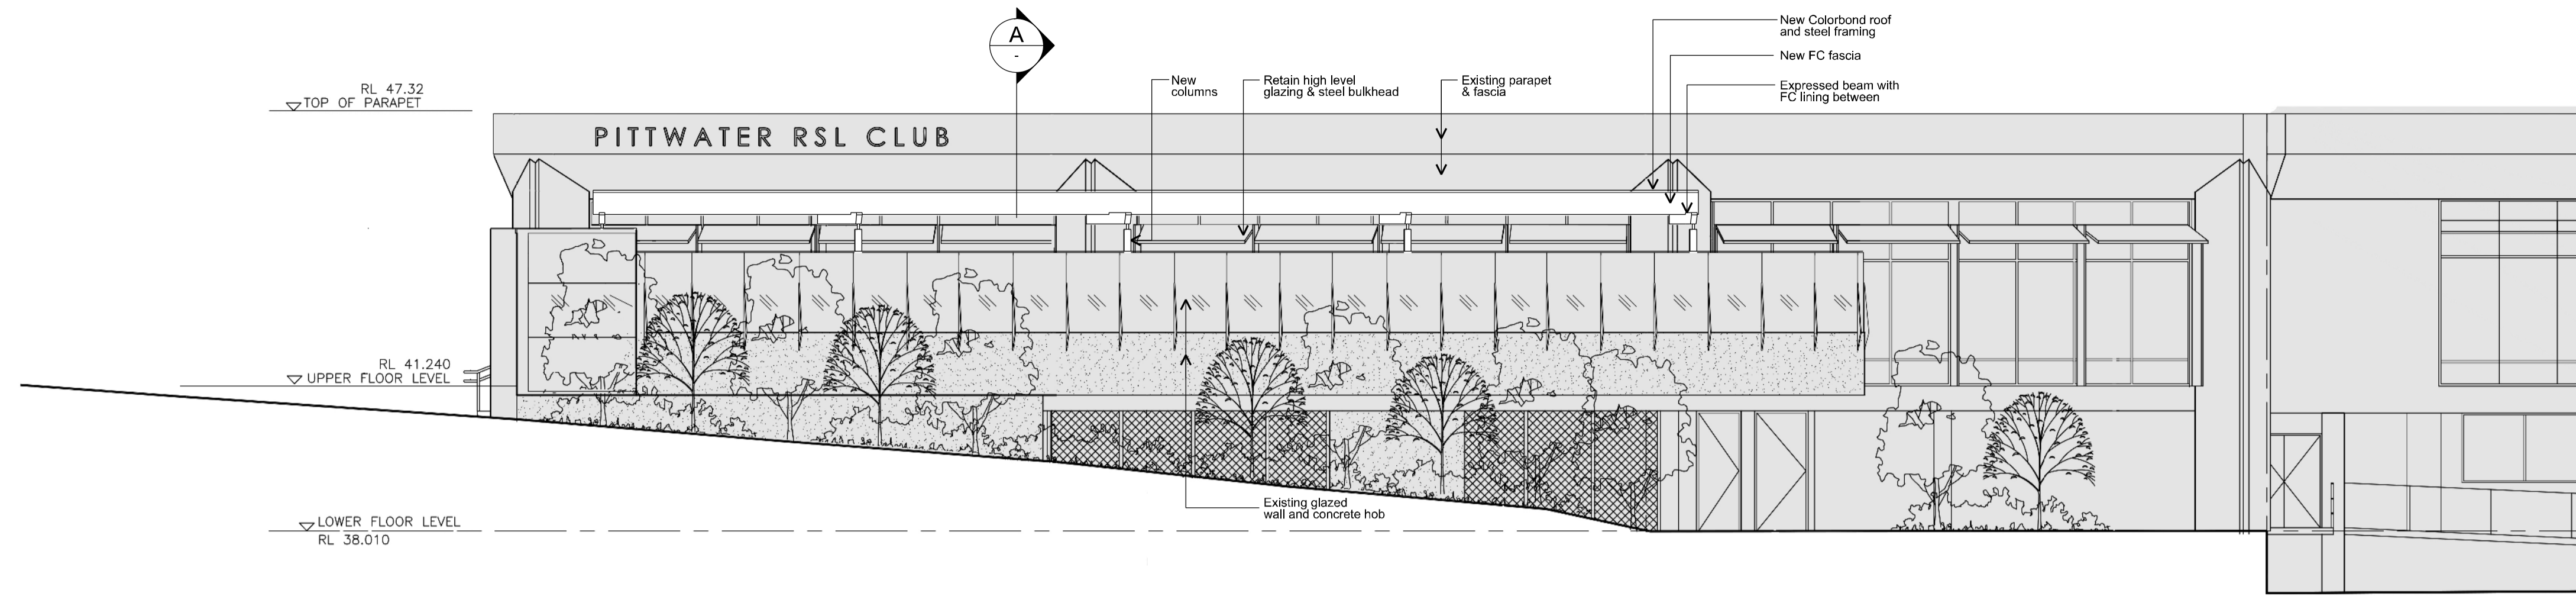 A
-
New Colorbond roof
and steel framing
New FC fascia
Expressed beam with
FC lining between
New
columns
Retain high level
glazing & steel bulkhead
Existing parapet
& fascia
RL 47.32
TOP OF PARAPET
PITTWATER RSL CLUB
RL 41.240
UPPER FLOOR LEVEL
Existing glazed
wall and concrete hob
LOWER FLOOR LEVEL
RL 38.010